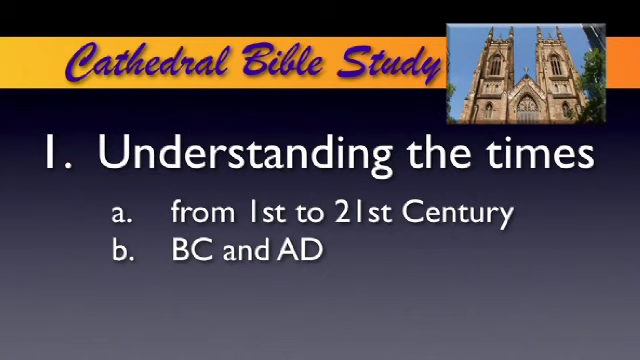 Cathedral Bible Study
1. Understanding the times
a. from 1st to 21st Century
b. BC and AD